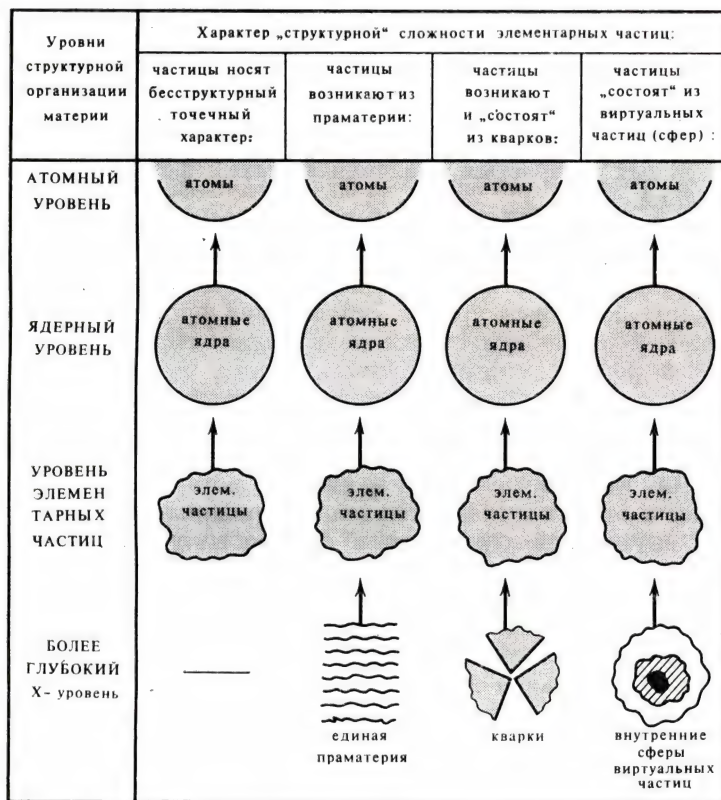 Уровни
структурной
организации
материи
Характер „структурной“ сложности элементарных частиц:
частицы носят
бесструктурный
точечный
характер:
частицы
возникают из
праматерии:
частицы
возникают
и „состоят“
из кварков:
частицы
„состоят“ из
виртуальных
частиц (сфер) :
АТОМНЫЙ
УРОВЕНЬ
атомы
атомы
атомы
атомы
ЯДЕРНЫЙ
УРОВЕНЬ
атомные
ядра
атомные
ядра
атомные
ядра
атомные
ядра
УРОВЕНЬ
ЭЛЕМЕН
ТАРНЫХ
ЧАСТИЦ
элем.
частицы
элем.
частицы
элем.
частицы
элем.
частицы
БОЛЕЕ
ГЛУБОКИЙ
Х- уровень
единая
праматерия
кварки
внутренние
сферы
виртуальных
частиц